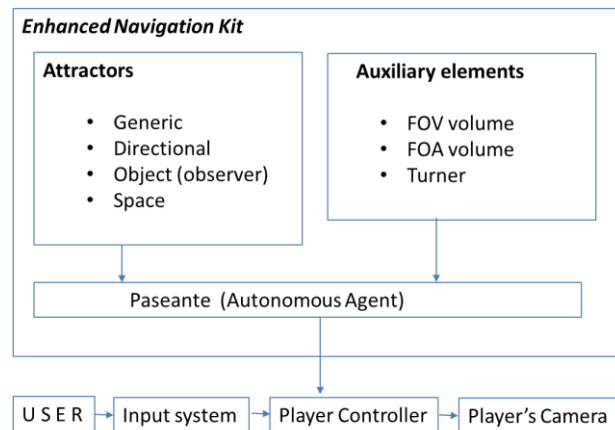 Enhanced Navigation Kit
Attractors
• Generic
• Directional
• Object (observer)
• Space
Auxiliary elements
• FOV volume
• FOA volume
• Turner
Paseante (Autonomous Agent)
U S E R
Input system
Player Controller
Player's Camera